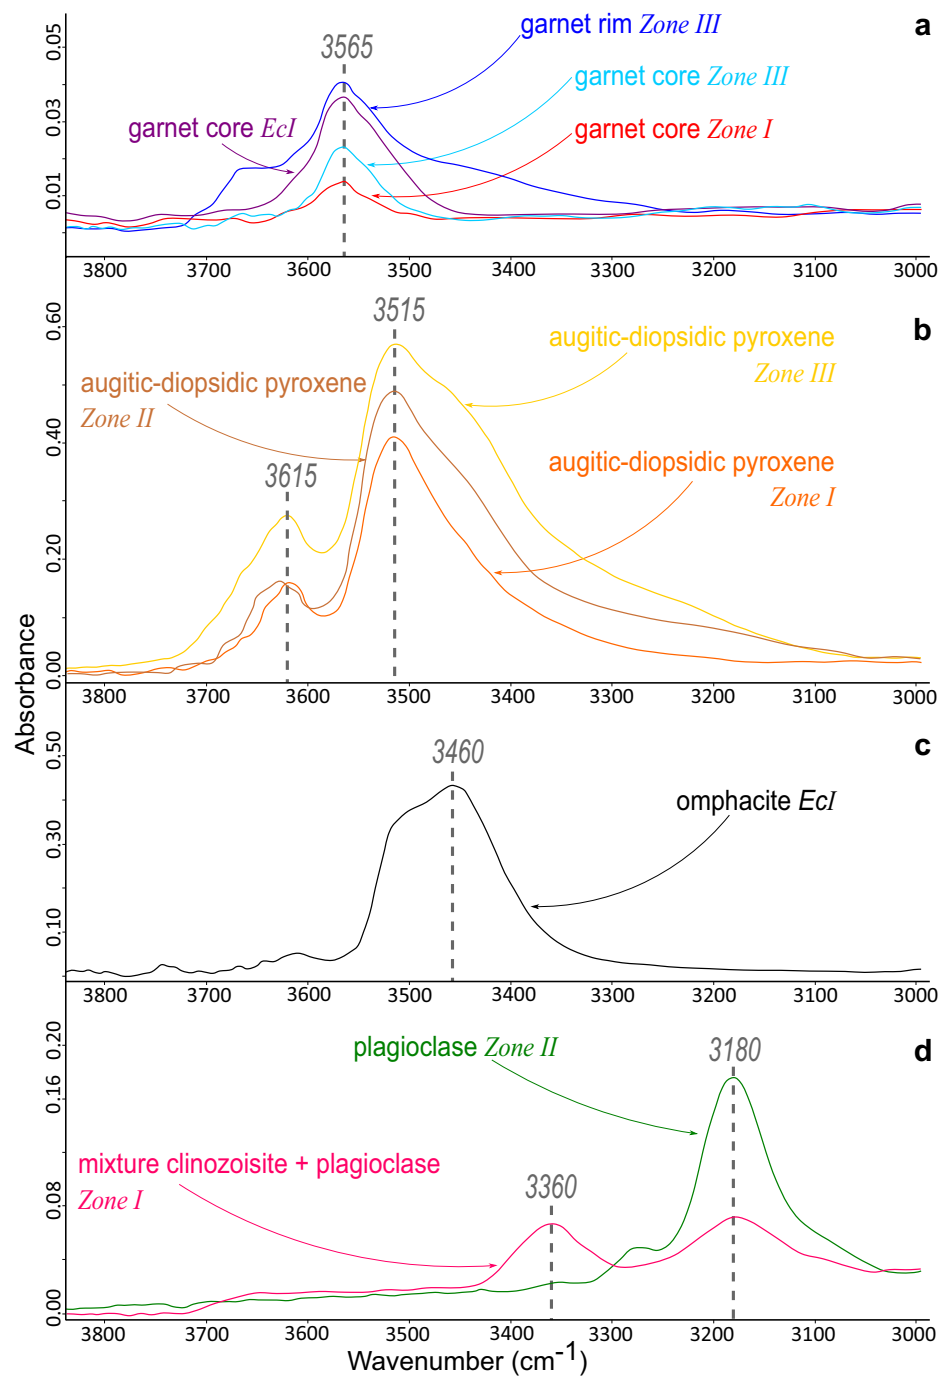 a
garnet rim Zone III
3565
garnet core Zone III
garnet core EcI
garnet core Zone I
0.05
0.03
0.01
3800 3700 3600 3500 3400 3300 3200 3100 3000
b
3515
augitic-diopsidic pyroxene
Zone III
augitic-diopsidic pyroxene
Zone II
augitic-diopsidic pyroxene
Zone I
3615
0.60
0.40
0.20
0.00
3800 3700 3600 3500 3400 3300 3200 3100 3000
Absorbance
c
3460
omphacite EcI
0.50
0.30
0.10
3800 3700 3600 3500 3400 3300 3200 3100 3000
d
plagioclase Zone II
3180
mixture clinozoisite + plagioclase
Zone I
3360
0.20
0.16
0.08
0.00
3800 3700 3600 3500 3400 3300 3200 3100 3000
Wavenumber (cm-1)